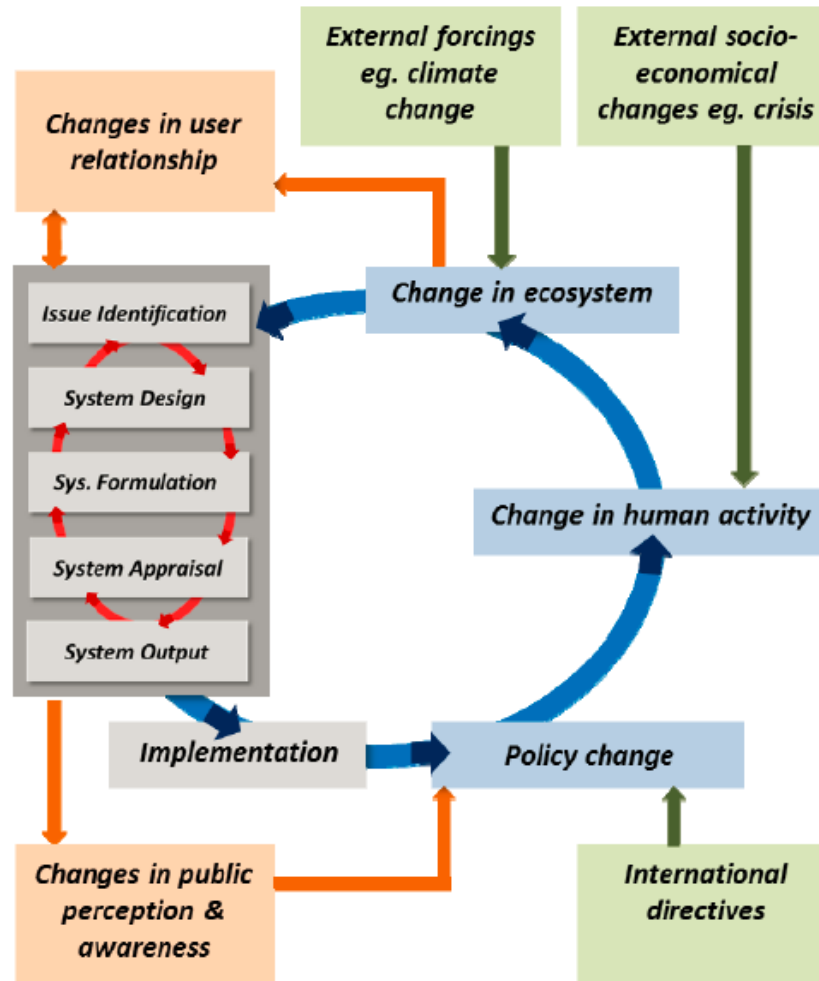 External forcings
eg. climate
change
External socio-
economical
changes eg. crisis
Changes in user
relationship
Change in ecosystem
Issue Identification
System Design
Sys. Formulation
System Appraisal
System Output
Change in human activity
Implementation
Policy change
Changes in public
perception &
awareness
International
directives